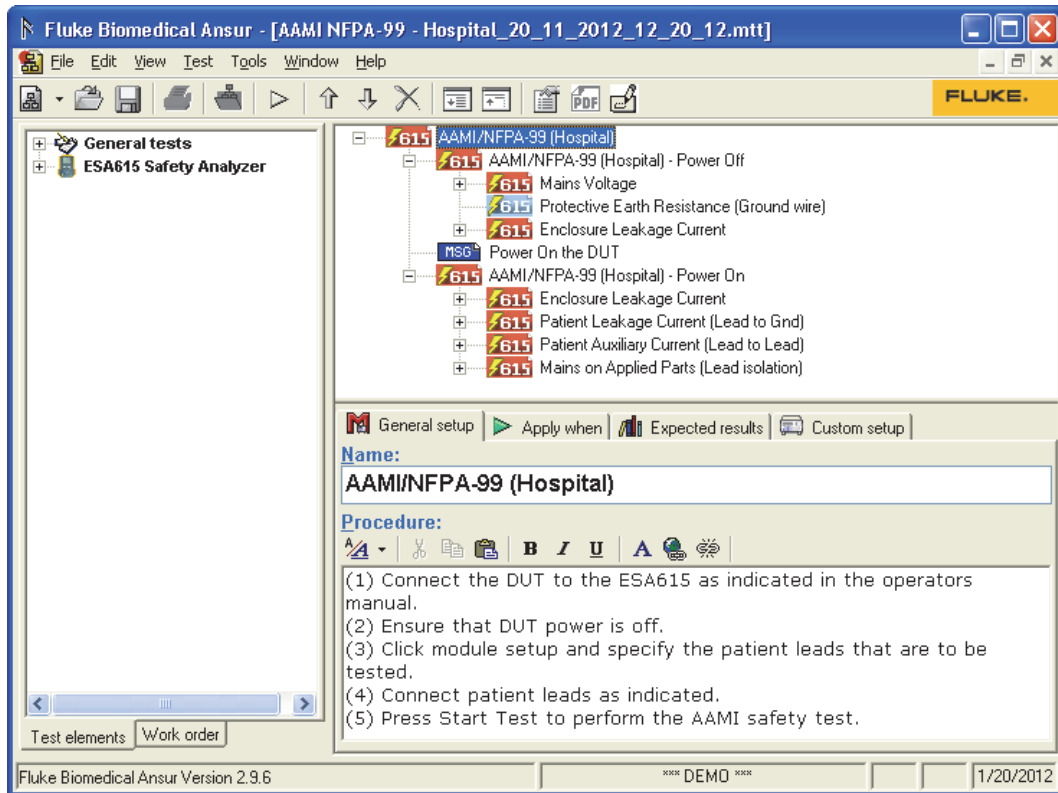 Fluke Biomedical Ansur - [AAMI NFPA-99 - Hospital_20_11_2012_12_20_12.mtt]
File Edit View Test Tools Window Help
PDF
FLUKE.
General tests
ESA615 Safety Analyzer
615 AAMI/NFPA-99 (Hospital)
615 AAMI/NFPA-99 (Hospital) - Power Off
615 Mains Voltage
615 Protective Earth Resistance (Ground wire)
615 Enclosure Leakage Current
MSG Power On the DUT
615 AAMI/NFPA-99 (Hospital) - Power On
615 Enclosure Leakage Current
615 Patient Leakage Current (Lead to Gnd)
615 Patient Auxiliary Current (Lead to Lead)
615 Mains on Applied Parts (Lead isolation)
General setup Apply when Expected results Custom setup
Name:
AAMI/NFPA-99 (Hospital)
Procedure:
A/A B I U A
(1) Connect the DUT to the ESA615 as indicated in the operators
manual.
(2) Ensure that DUT power is off.
(3) Click module setup and specify the patient leads that are to be
tested.
(4) Connect patient leads as indicated.
(5) Press Start Test to perform the AAMI safety test.
Test elements Work order
Fluke Biomedical Ansur Version 2.9.6 *** DEMO *** 1/20/2012